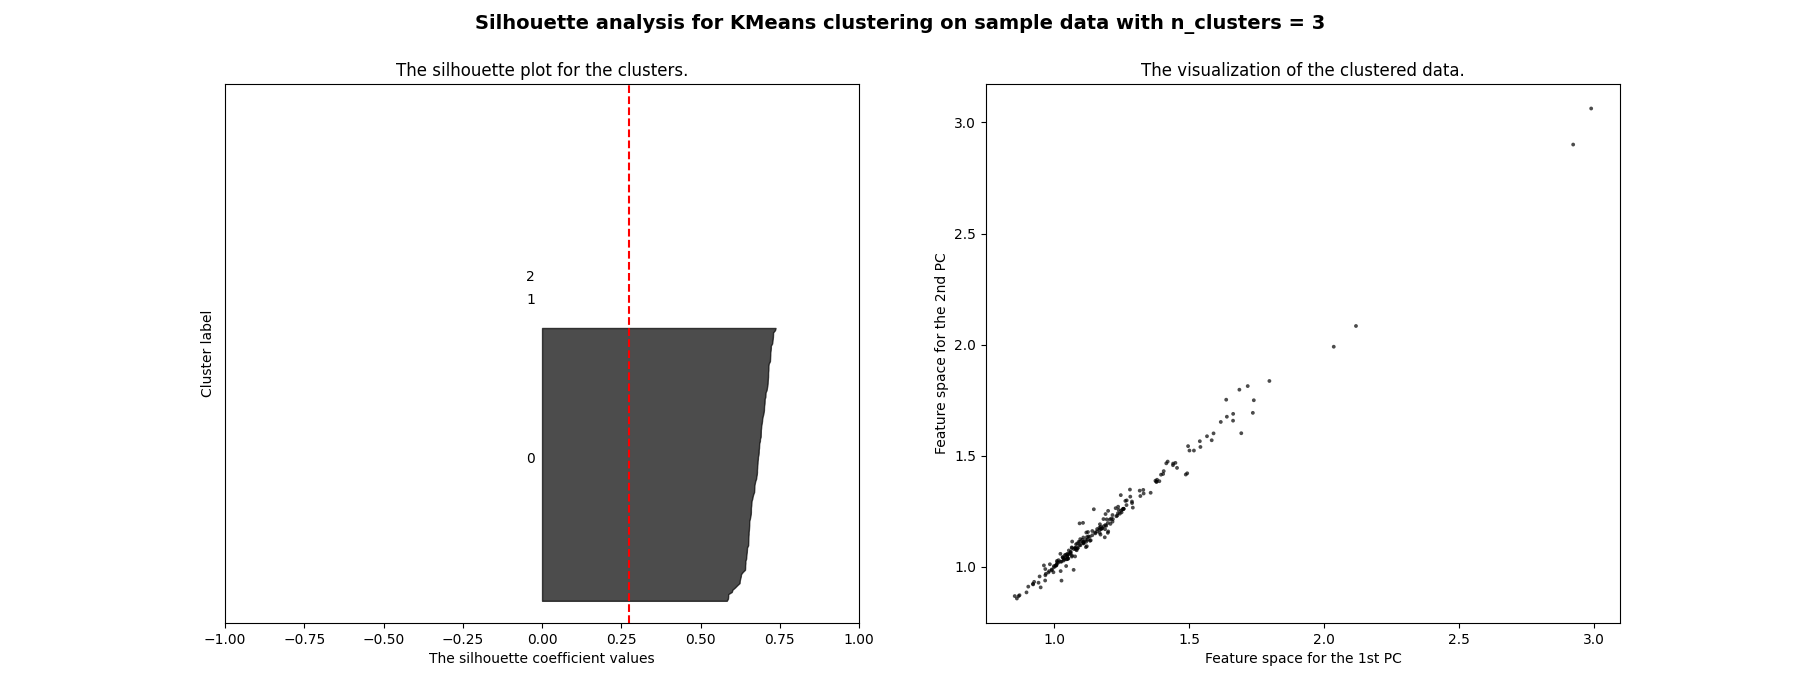 Silhouette analysis for KMeans clustering on sample data with n_clusters = 3
The silhouette plot for the clusters.
2
1
0
Cluster label
−1.00 −0.75 −0.50 −0.25 0.00 0.25 0.50 0.75 1.00
The silhouette coefficient values
The visualization of the clustered data.
3.0
2.5
2.0
1.5
1.0
Feature space for the 2nd PC
1.0 1.5 2.0 2.5 3.0
Feature space for the 1st PC